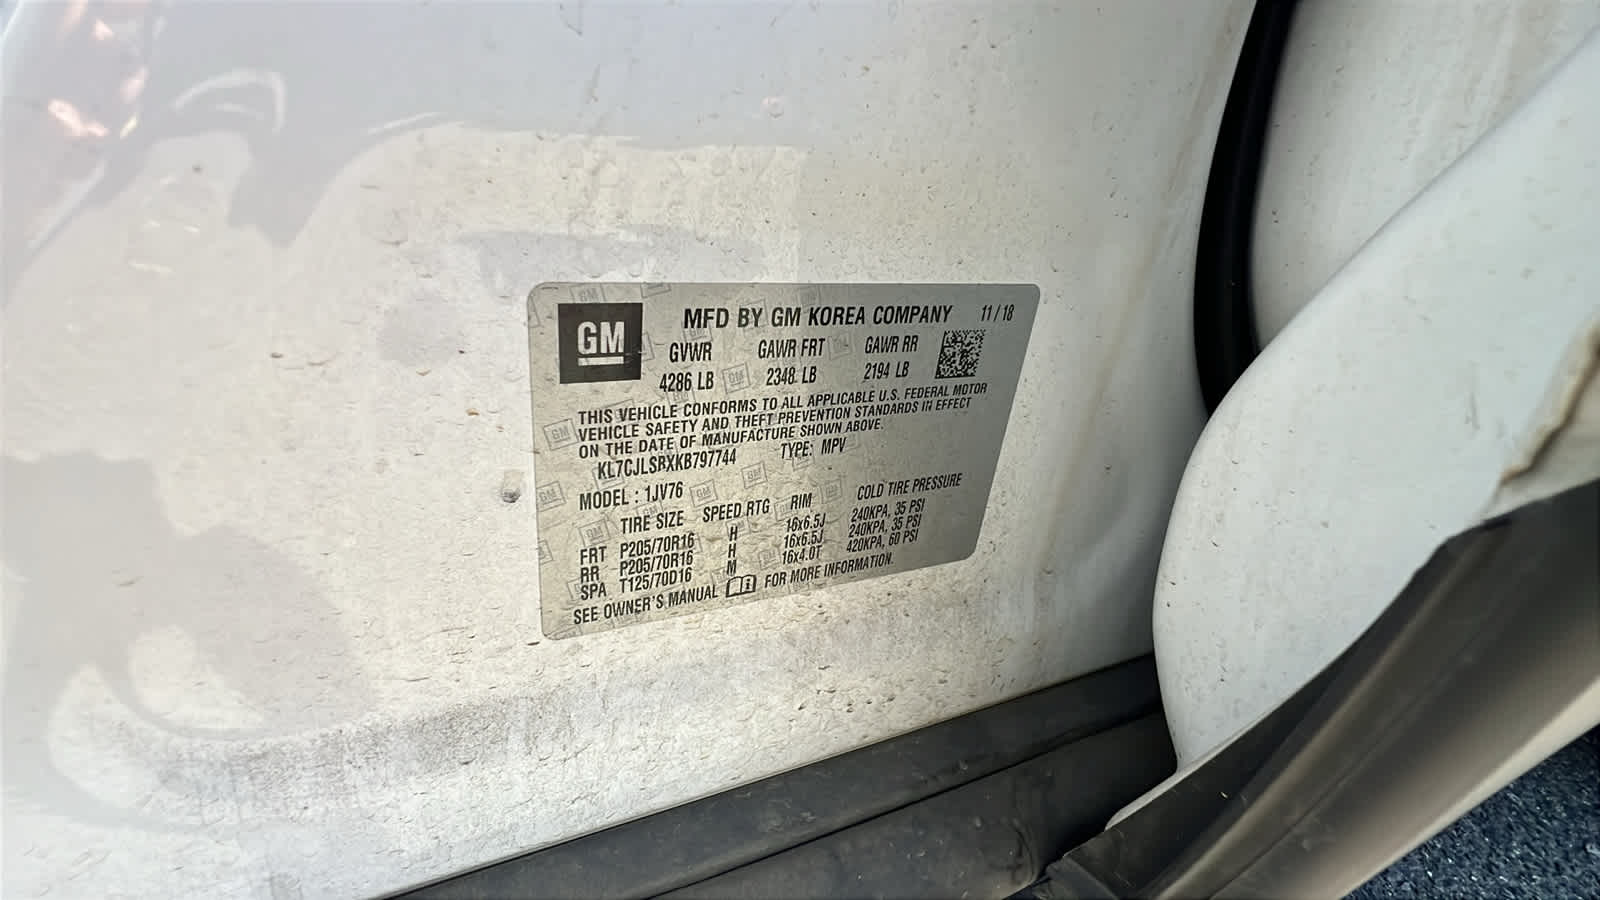 GM
MFD BY GM KOREA COMPANY 11/18
GVWR GAWR FRT GAWR RR
4286 LB 2348 LB 2194 LB
THIS VEHICLE CONFORMS TO ALL APPLICABLE U.S. FEDERAL MOTOR
VEHICLE SAFETY AND THEFT PREVENTION STANDARDS IN EFFECT
ON THE DATE OF MANUFACTURE SHOWN ABOVE.
TYPE: MPV
MODEL : 1JV76
TIRE SIZE SPEED RTG RIM COLD TIRE PRESSURE
FRT P205/70R16 H 16x6.5J 240KPA, 35 PSI
RR P205/70R16 H 16x6.5J 240KPA, 35 PSI
SPA T125/70D16 M 16x4.0T 420KPA, 60 PSI
SEE OWNER'S MANUAL FOR MORE INFORMATION.